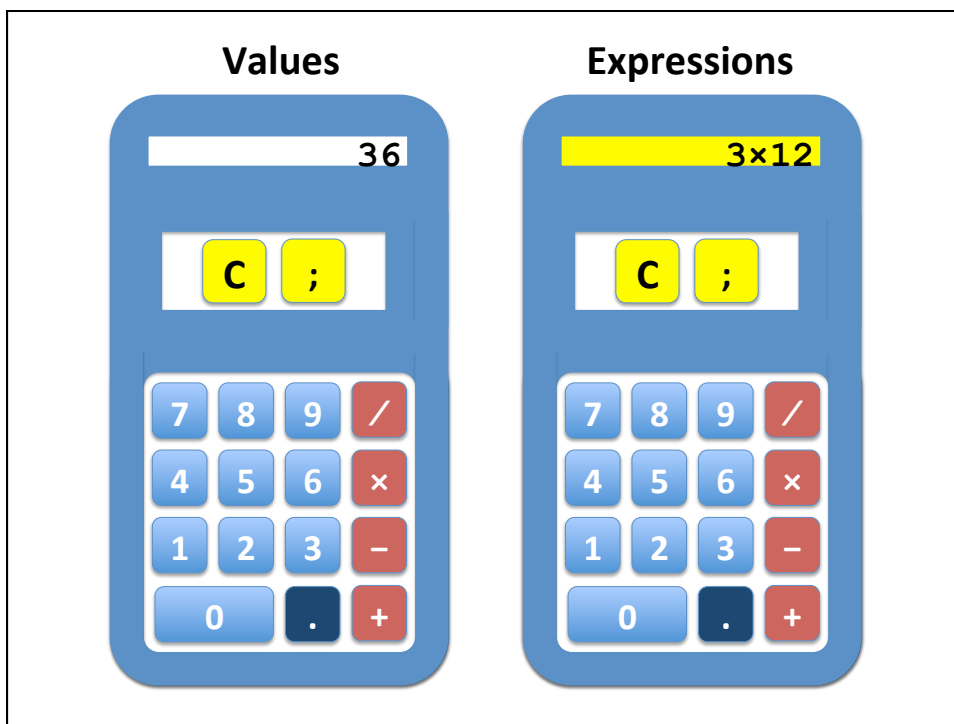 Values Expressions
36 3×12
C ; C ;
7 8 9 / 7 8 9 /
4 5 6 × 4 5 6 ×
1 2 3 − 1 2 3 −
0 . + 0 . +